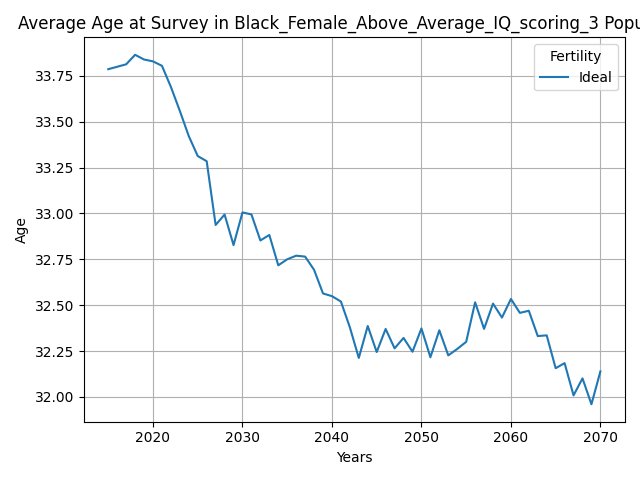 Average Age at Survey in Black_Female_Above_Average_IQ_scoring_3 Popu
Fertility
Ideal
33.75
33.50
33.25
33.00
32.75
32.50
32.25
32.00
Age
2020 2030 2040 2050 2060 2070
Years